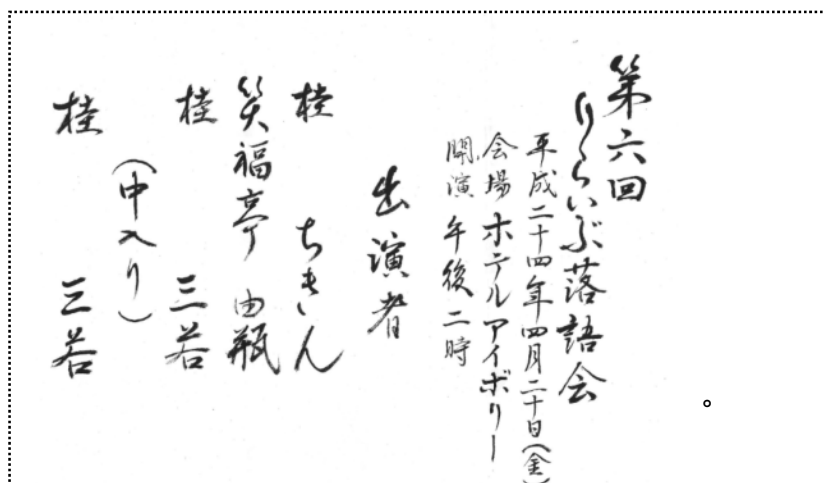 第六回
りらいぶ落語会
平成二十四年四月二十日(金)
会場 ホテルアイボリー
開演 午後二時
出演者
桂 ちきん
笑福亭 由瓶
桂 三若
(中入り)
桂 三若
。